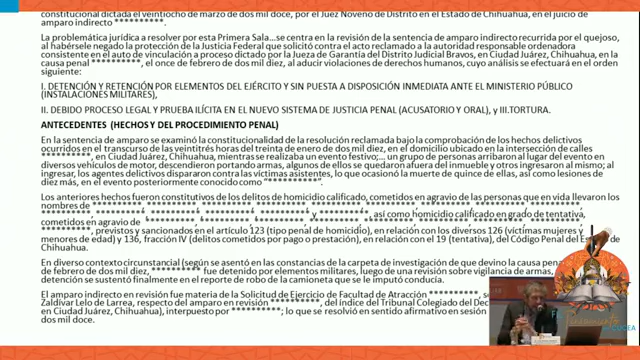 constitucional dictada el veintiocho de marzo de dos mil doce, por el Juez Noveno de Distrito en el Estado de Chihuahua, en el juicio de
amparo indirecto **********.
La problemática jurídica a resolver por esta Primera Sala...se centra en la revisión de la sentencia de amparo indirecto recurrida por el quejoso,
al habérsele negado la protección de la Justicia Federal que solicitó contra el acto reclamado a la autoridad responsable ordenadora
consistente en el auto de vinculación a proceso dictado por la Jueza de Garantía del Distrito Judicial Bravos, en Ciudad Juárez, Chihuahua, en la
causa penal **********, el once de febrero de dos mil diez, al aducir violaciones de derechos humanos, cuyo análisis se efectuará en el orden
siguiente:
I. DETENCIÓN Y RETENCIÓN POR ELEMENTOS DEL EJÉRCITO Y SIN PUESTA A DISPOSICIÓN INMEDIATA ANTE EL MINISTERIO PÚBLICO
(INSTALACIONES MILITARES),
II. DEBIDO PROCESO LEGAL Y PRUEBA ILÍCITA EN EL NUEVO SISTEMA DE JUSTICIA PENAL (ACUSATORIO Y ORAL), y III.TORTURA.
ANTECEDENTES (HECHOS Y DEL PROCEDIMIENTO PENAL)
En la sentencia de amparo se examinó la constitucionalidad de la resolución reclamada bajo la comprobación de los hechos delictivos
ocurridos en el transcurso de las veintitrés horas del treinta de enero de dos mil diez, en el domicilio ubicado en la intersección de calles
**********, en Ciudad Juárez, Chihuahua, mientras se realizaba un evento festivo;... un grupo de personas arribaron al lugar del evento en
diversos vehículos de motor, descendieron portando armas, algunos de ellos se quedaron afuera del inmueble y otros ingresaron al mismo; al
ingresar, los agentes delictivos dispararon contra las víctimas asistentes, lo que ocasionó la muerte de quince de ellas, así como lesiones de
diez más, en el evento posteriormente conocido como "**********".
Los anteriores hechos fueron constitutivos de los delitos de homicidio calificado, cometidos en agravio de las personas que en vida llevaron los
nombres de **********, **********, **********, **********, **********, **********, **********, **********, **********,
**********, **********, **********, **********, ********** y **********, así como homicidio calificado en grado de tentativa,
cometidos en agravio de **********, **********, **********, **********, **********, **********, **********, **********,
**********, previstos y sancionados en el artículo 123 (tipo penal de homicidio), en relación con los diversos 126 (víctimas mujeres y
menores de edad) y 136, fracción IV (delitos cometidos por pago o prestación), en relación con el 19 (tentativa), del Código Penal del Es
Chihuahua.
En diverso contexto circunstancial (según se asentó en las constancias de la carpeta de investigación de que devino la causa penal
de febrero de dos mil diez, ********** fue detenido por elementos militares, luego de una revisión sobre vigilancia de armas,
detención se sustentó finalmente en el reporte de robo de la camioneta que se le imputó conducía.
El amparo indirecto en revisión fue materia de la Solicitud de Ejercicio de Facultad de Atracción **********, s
Zaldívar Lelo de Larrea, respecto del amparo en revisión **********, del índice del Tribunal Colegiado del Dec
en Ciudad Juárez, Chihuahua), interpuesto por **********; lo que se resolvió en sentido afirmativo en sesión
dos mil doce.